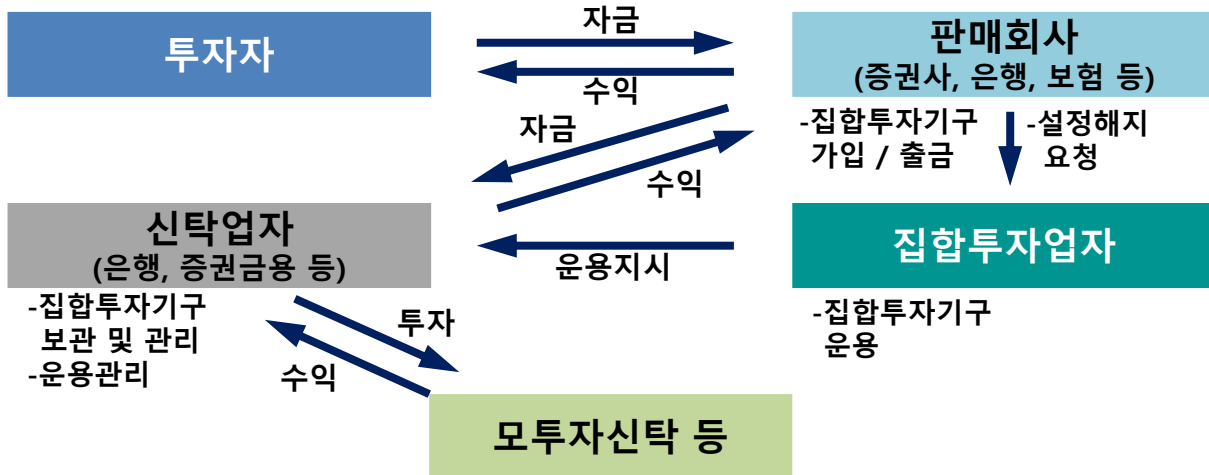 투자자
자금
수익
판매회사
(증권사, 은행, 보험 등)
자금
수익
-집합투자기구
가입 / 출금
-설정해지
요청
신탁업자
(은행, 증권금융 등)
운용지시
집합투자업자
-집합투자기구
보관 및 관리
-운용관리
투자
수익
-집합투자기구
운용
모투자신탁 등